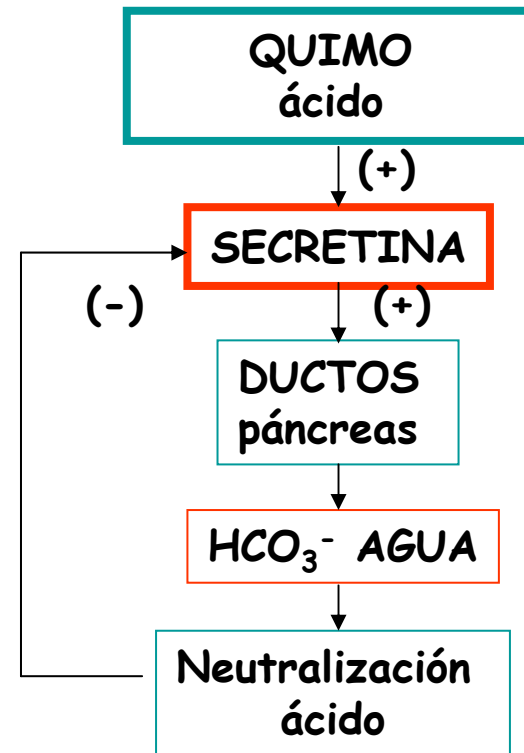 QUIMO
ácido
(+)
SECRETINA
(-)
(+)
DUCTOS
páncreas
HCO₃⁻ AGUA
Neutralización
ácido